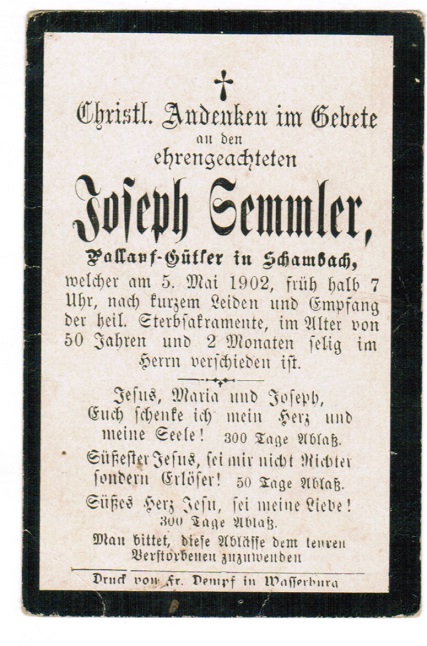 Christl. Andenken im Gebete
an den
ehrengeachteten
Joseph Semmler,
Pallauf-Gütler in Schambach,
welcher am 5. Mai 1902, früh halb 7
Uhr, nach kurzem Leiden und Empfang
der heil. Sterbsakramente, im Alter von
50 Jahren und 2 Monaten selig im
Herrn verschieden ist.
Jesus, Maria und Joseph,
Euch schenke ich mein Herz und
meine Seele! 300 Tage Ablaß.
Süßester Jesus, sei mir nicht Richter
sondern Erlöser! 50 Tage Ablaß.
Süßes Herz Jesu, sei meine Liebe!
300 Tage Ablaß.
Man bittet, diese Ablässe dem teuren
Verstorbenen zuzuwenden
Druck von Fr. Dempf in Wasserburg